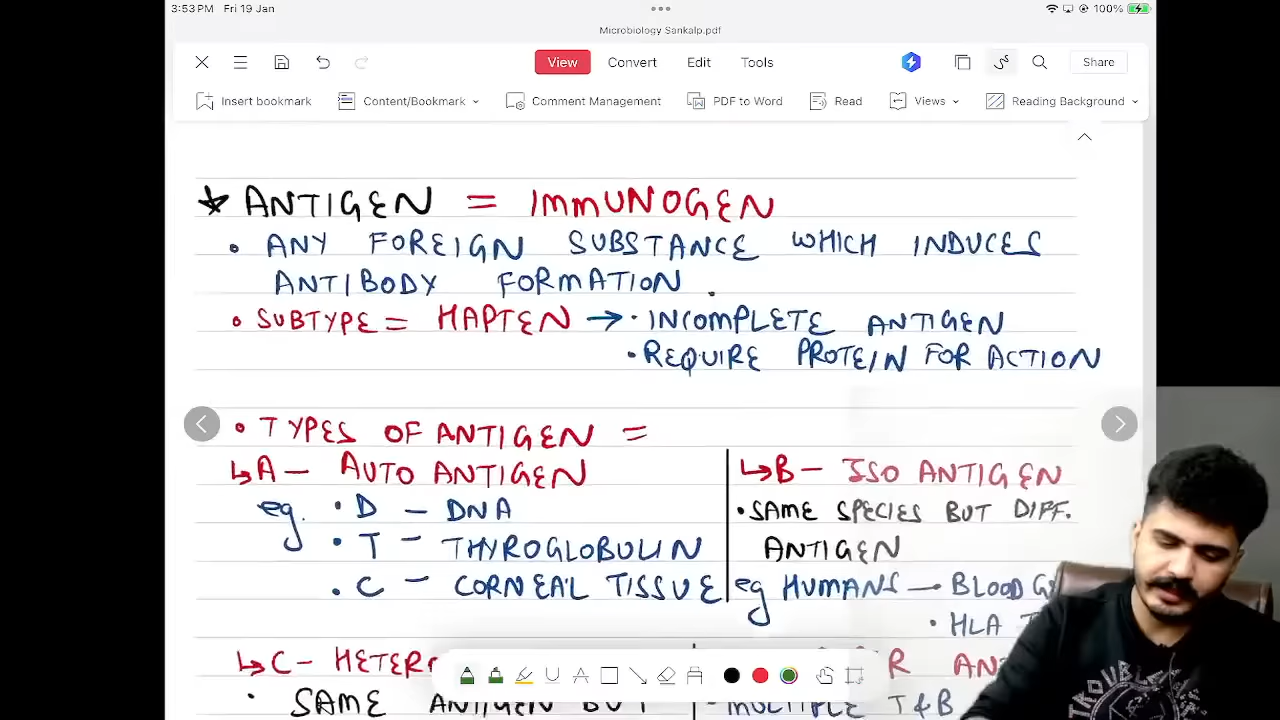 3:53 PM Fri 19 Jan
100%
Microbiology Sankalp.pdf
View Convert Edit Tools Share
Insert bookmark Content/Bookmark Comment Management PDF to Word Read Views Reading Background
ANTIGEN = IMMUNOGEN
• ANY FOREIGN SUBSTANCE WHICH INDUCES
ANTIBODY FORMATION.
• SUBTYPE = HAPTEN → • INCOMPLETE ANTIGEN
• REQUIRE PROTEIN FOR ACTION
• TYPES OF ANTIGEN =
↳ A - AUTO ANTIGEN
eg. • D - DNA
• T - THYROGLOBULIN
• C - CORNEAL TISSUE
↳ B - ISO ANTIGEN
• SAME SPECIES BUT DIFF.
ANTIGEN
eg HUMANS - BLOOD
• HLA
↳ C - HETER
• SAME ANTIGEN BUT
• MULTIPLE T & B
TROUBLE